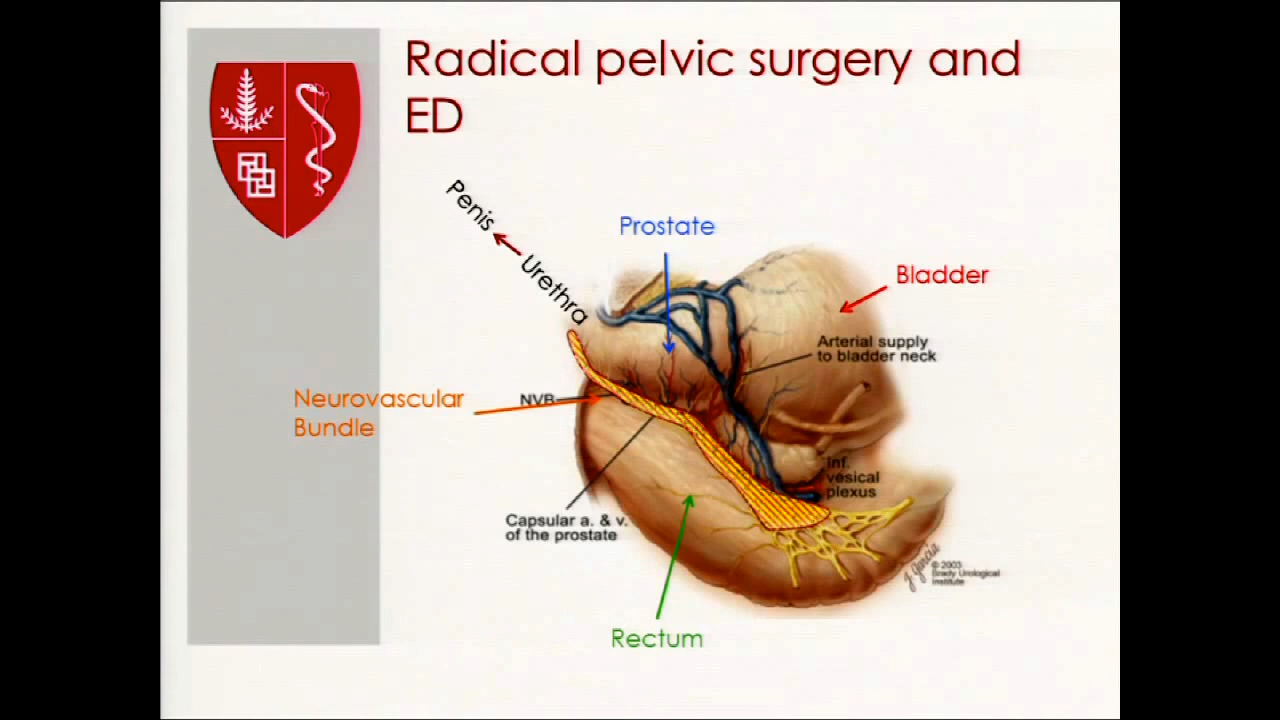 Radical pelvic surgery and
ED
Penis
Urethra
Prostate
Bladder
Arterial supply
to bladder neck
Neurovascular
Bundle
NVB
Inf.
vesical
plexus
Capsular a. & v.
of the prostate
J. Garcia
© 2003
Brady Urological
Institute
Rectum